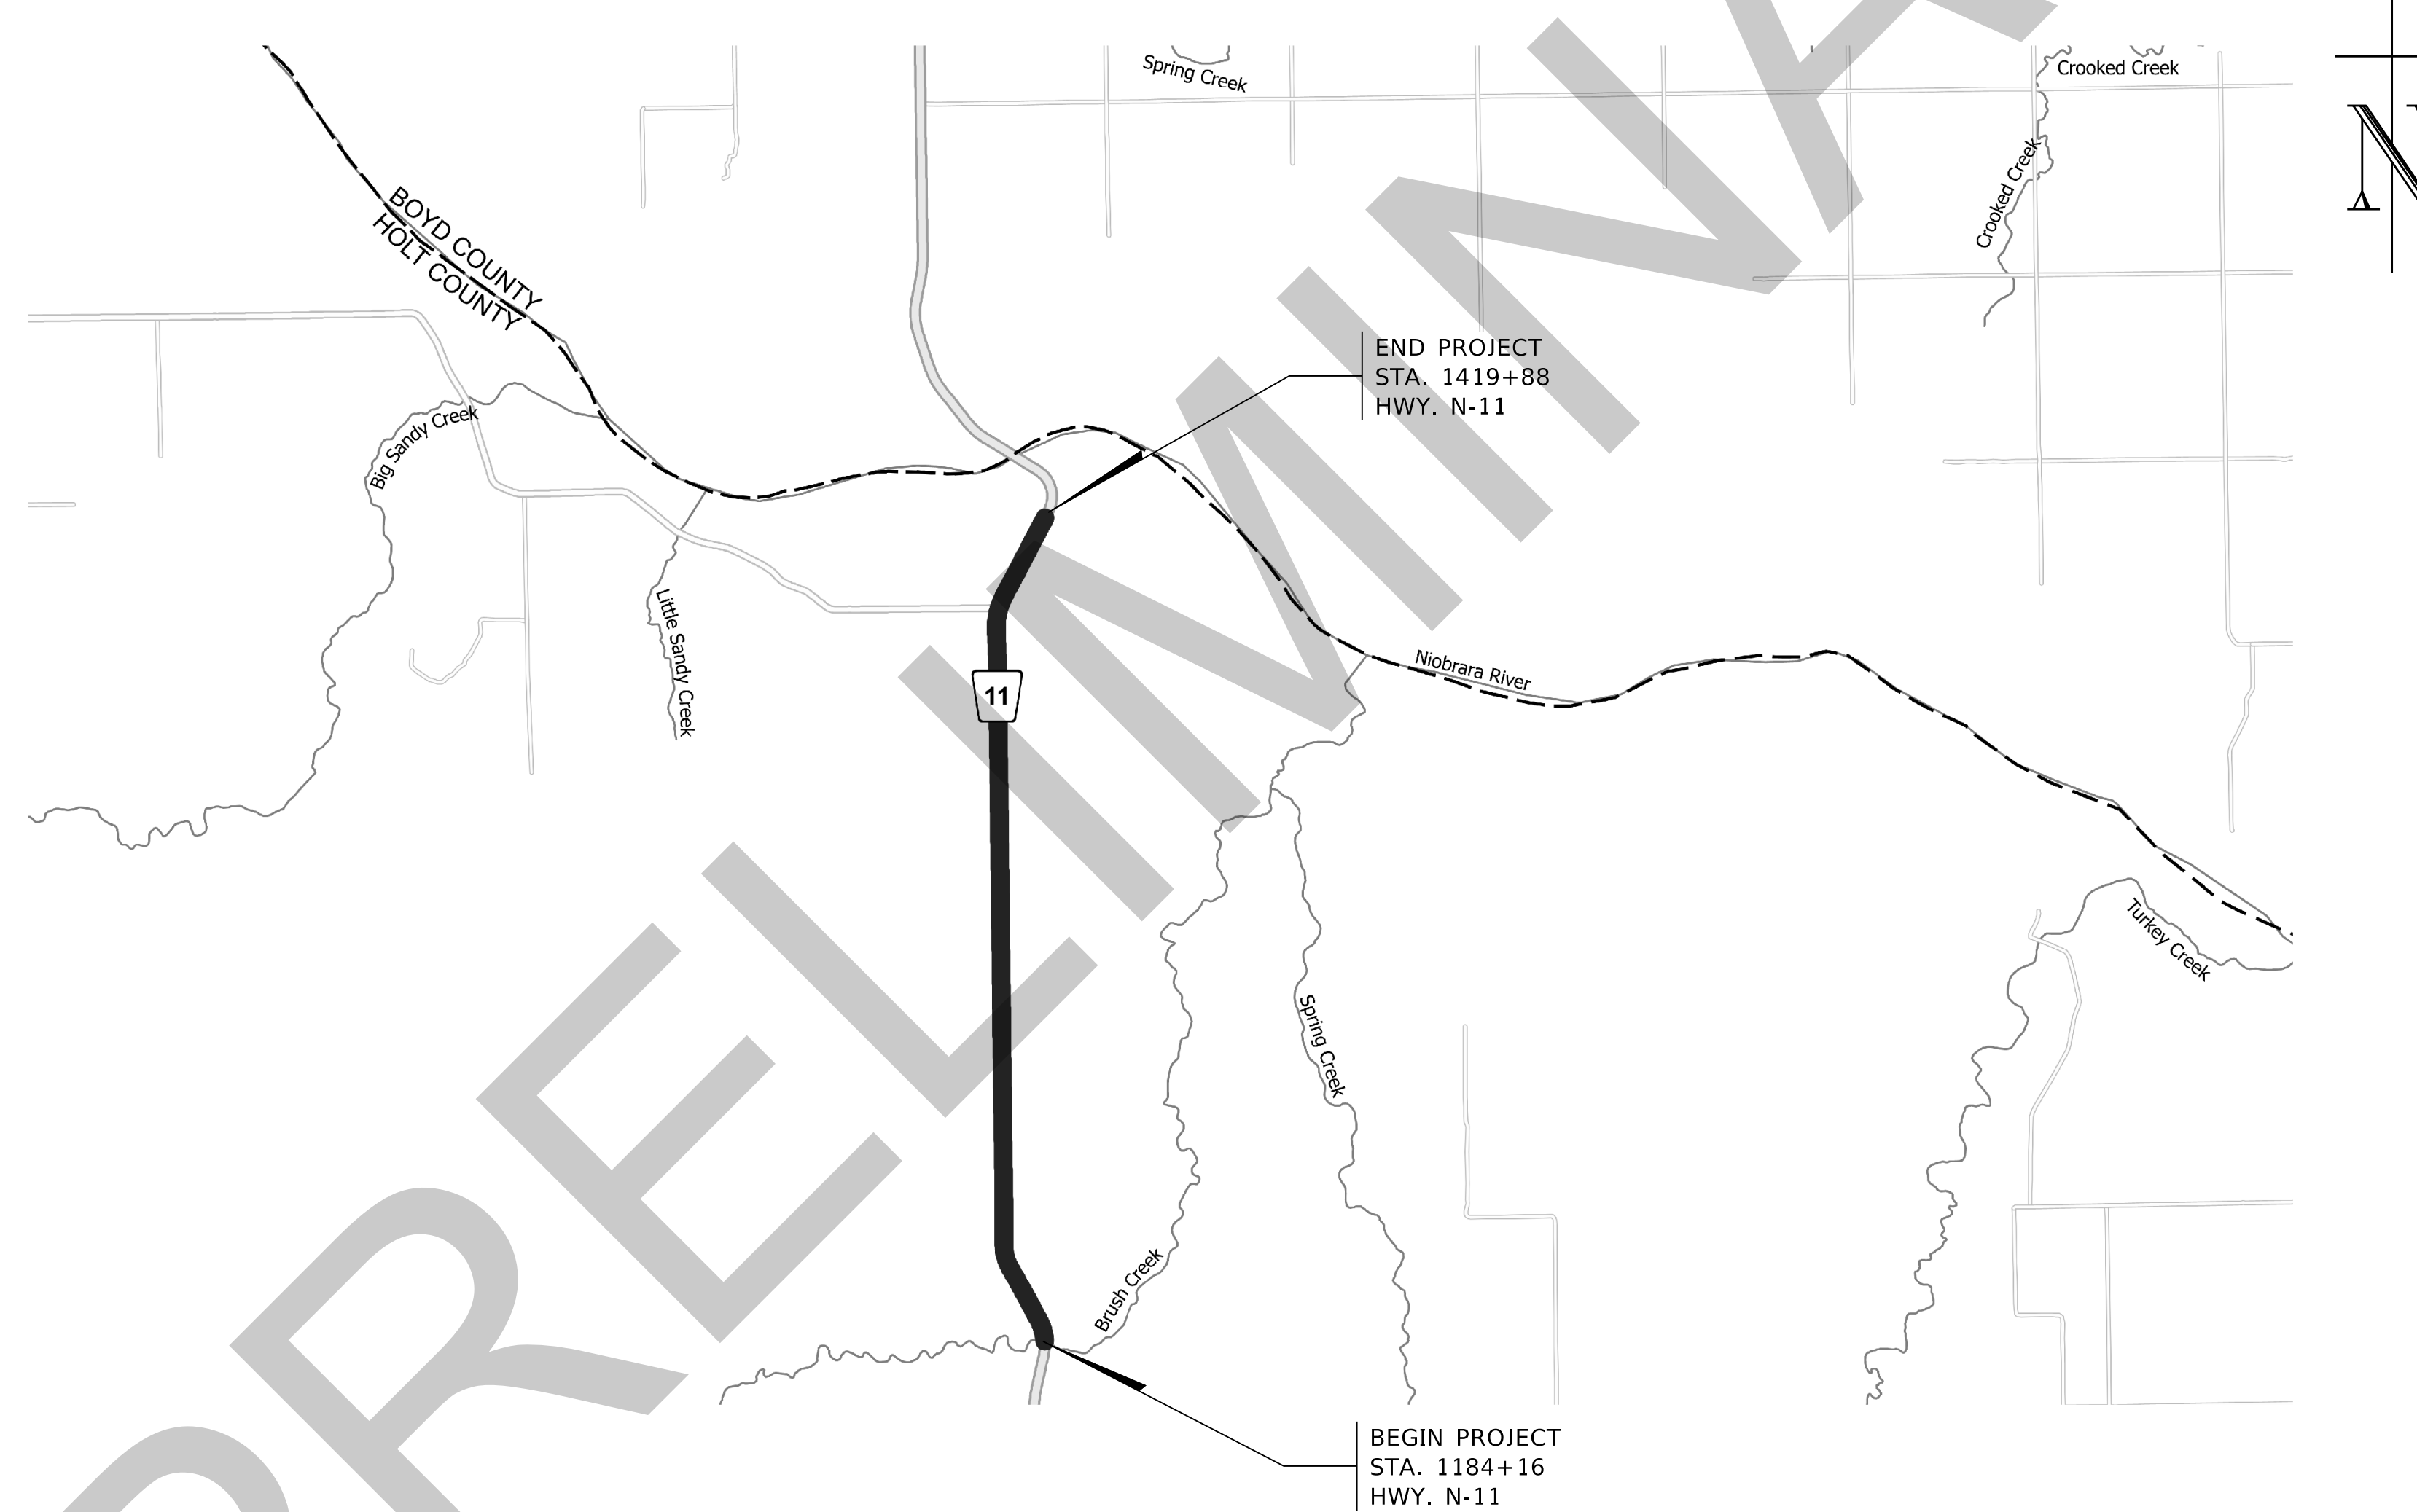 Spring Creek
Crooked Creek
N
Crooked Creek
BOYD COUNTY
HOLT COUNTY
END PROJECT
STA. 1419+88
HWY. N-11
Big Sandy Creek
Little Sandy Creek
11
Niobrara River
Turkey Creek
Spring Creek
Brush Creek
BEGIN PROJECT
STA. 1184+16
HWY. N-11